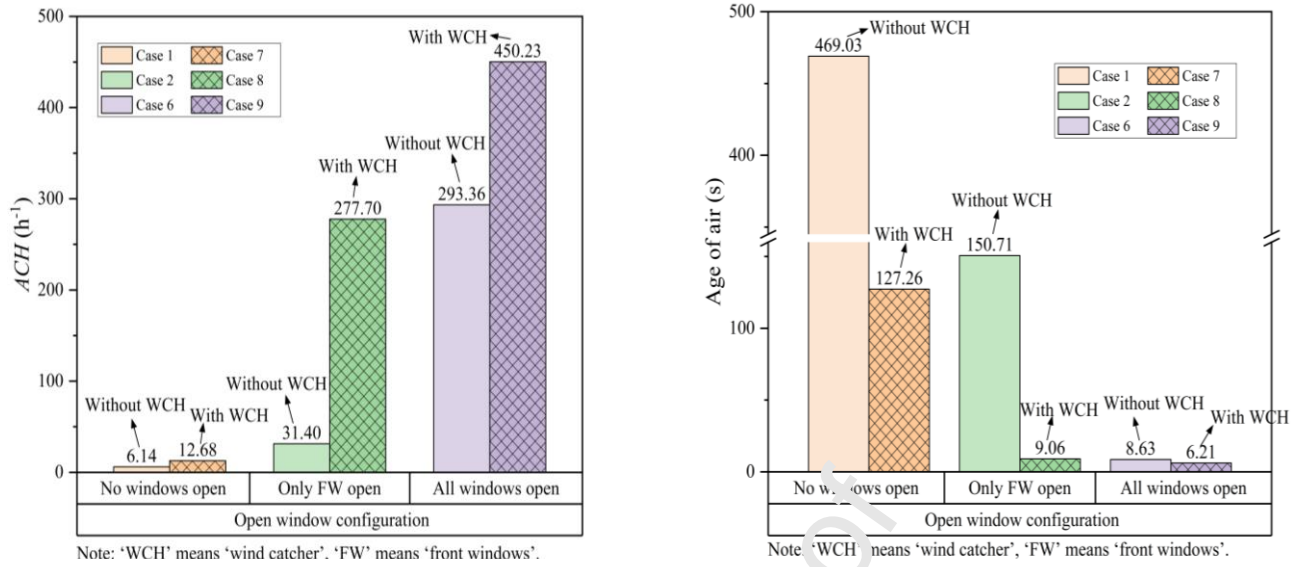 500
With WCH
450.23
Case 1
Case 7
Case 2
Case 8
Case 6
Case 9
400
Without WCH
With WCH
293.36
300
277.70
ACH (h⁻¹)
200
100
Without WCH
Without WCH
With WCH
31.40
6.14
12.68
0
No windows open
Only FW open
All windows open
Open window configuration
Note: ‘WCH’ means ‘wind catcher’, ‘FW’ means ‘front windows’.
500
469.03
Without WCH
Case 1
Case 7
Case 2
Case 8
Case 6
Case 9
400
Without WCH
With WCH
150.71
127.26
Age of air (s)
100
With WCH
Without WCH
With WCH
9.06
8.63
6.21
0
No windows open
Only FW open
All windows open
Open window configuration
Note: ‘WCH’ means ‘wind catcher’, ‘FW’ means ‘front windows’.
of